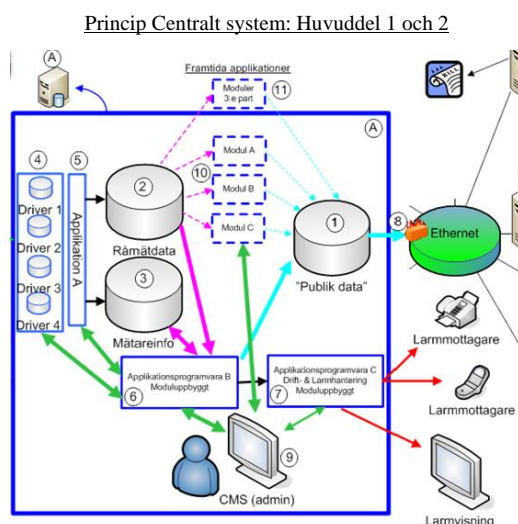 Princip Centralt system: Huvuddel 1 och 2
A
Framtida applikationer
Moduler
3:e part
11
BILL
A
4
5
Driver 1
Driver 2
Driver 3
Driver 4
Applikation A
2
Råmätdata
10
Modul A
Modul B
Modul C
1
"Publik data"
8
Ethernet
3
Mätareinfo
Larmmottagare
Applikationsprogramvara B
Moduluppbyggt
6
Applikationsprogramvara C
Drift- & Larmhantering
Moduluppbyggt
7
Larmmottagare
9
CMS (admin)
Larmvisning